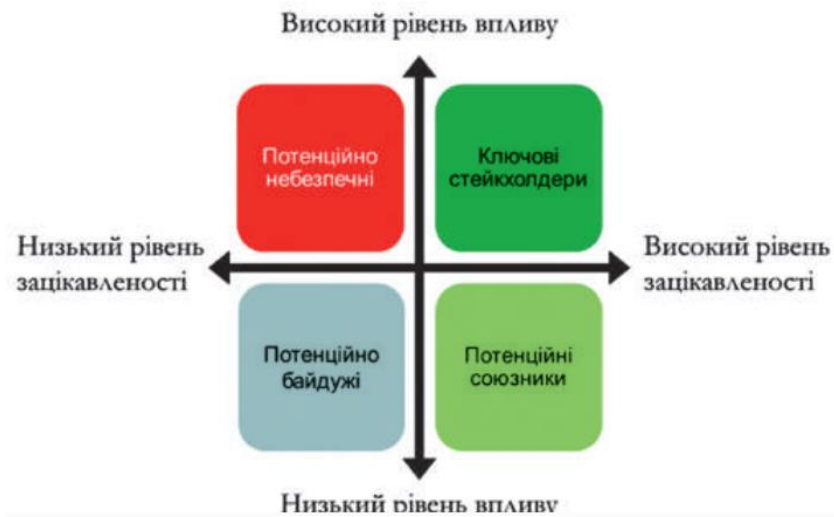 Високий рівень впливу
Потенційно
небезпечні
Ключові
стейкхолдери
Низький рівень
зацікавленості
Високий рівень
зацікавленості
Потенційно
байдужі
Потенційні
союзники
Низький рівень впливу